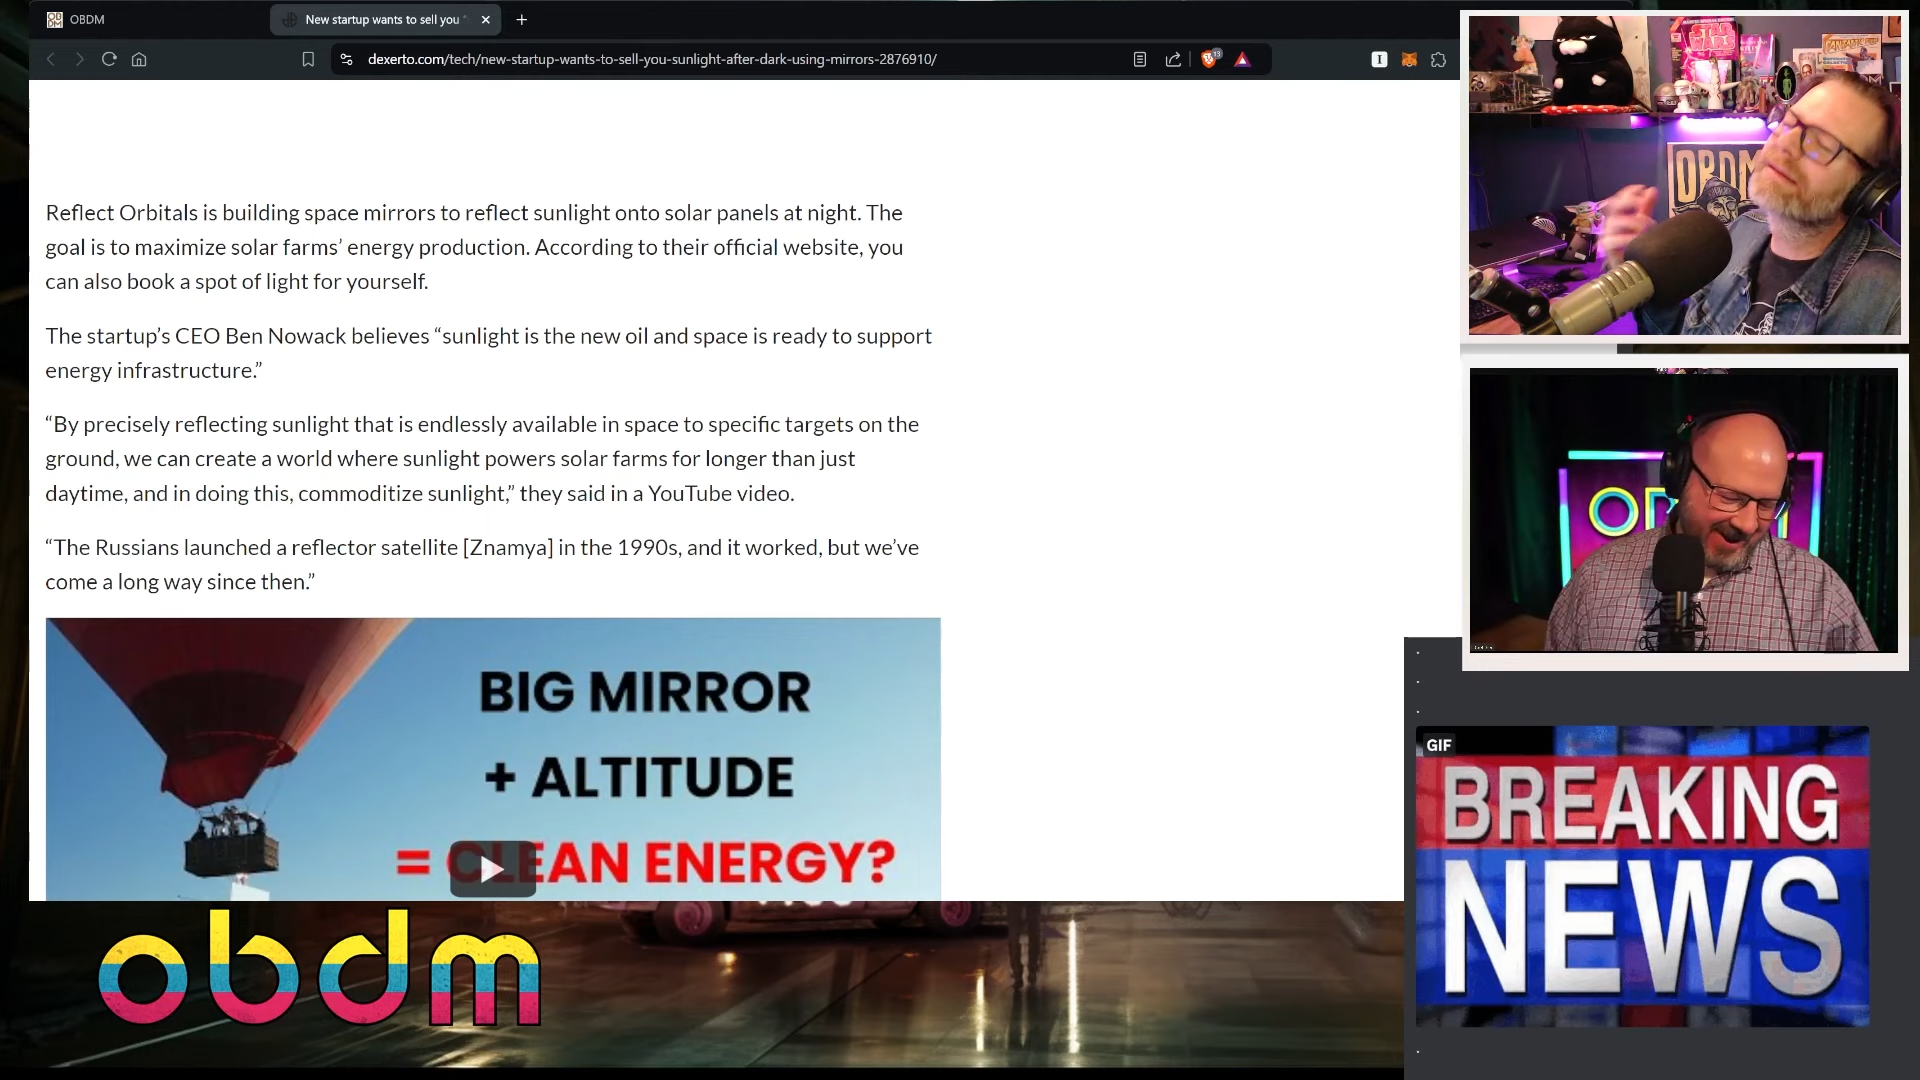 OBDM
New startup wants to sell you
dexerto.com/tech/new-startup-wants-to-sell-you-sunlight-after-dark-using-mirrors-2876910/
13
Reflect Orbitals is building space mirrors to reflect sunlight onto solar panels at night. The
goal is to maximize solar farms’ energy production. According to their official website, you
can also book a spot of light for yourself.
The startup’s CEO Ben Nowack believes “sunlight is the new oil and space is ready to support
energy infrastructure.”
“By precisely reflecting sunlight that is endlessly available in space to specific targets on the
ground, we can create a world where sunlight powers solar farms for longer than just
daytime, and in doing this, commoditize sunlight,” they said in a YouTube video.
“The Russians launched a reflector satellite [Znamya] in the 1990s, and it worked, but we’ve
come a long way since then.”
BIG MIRROR
+ ALTITUDE
= CLEAN ENERGY?
obdm
STAR
WARS
OBDM
OBDM
GIF
BREAKING
NEWS